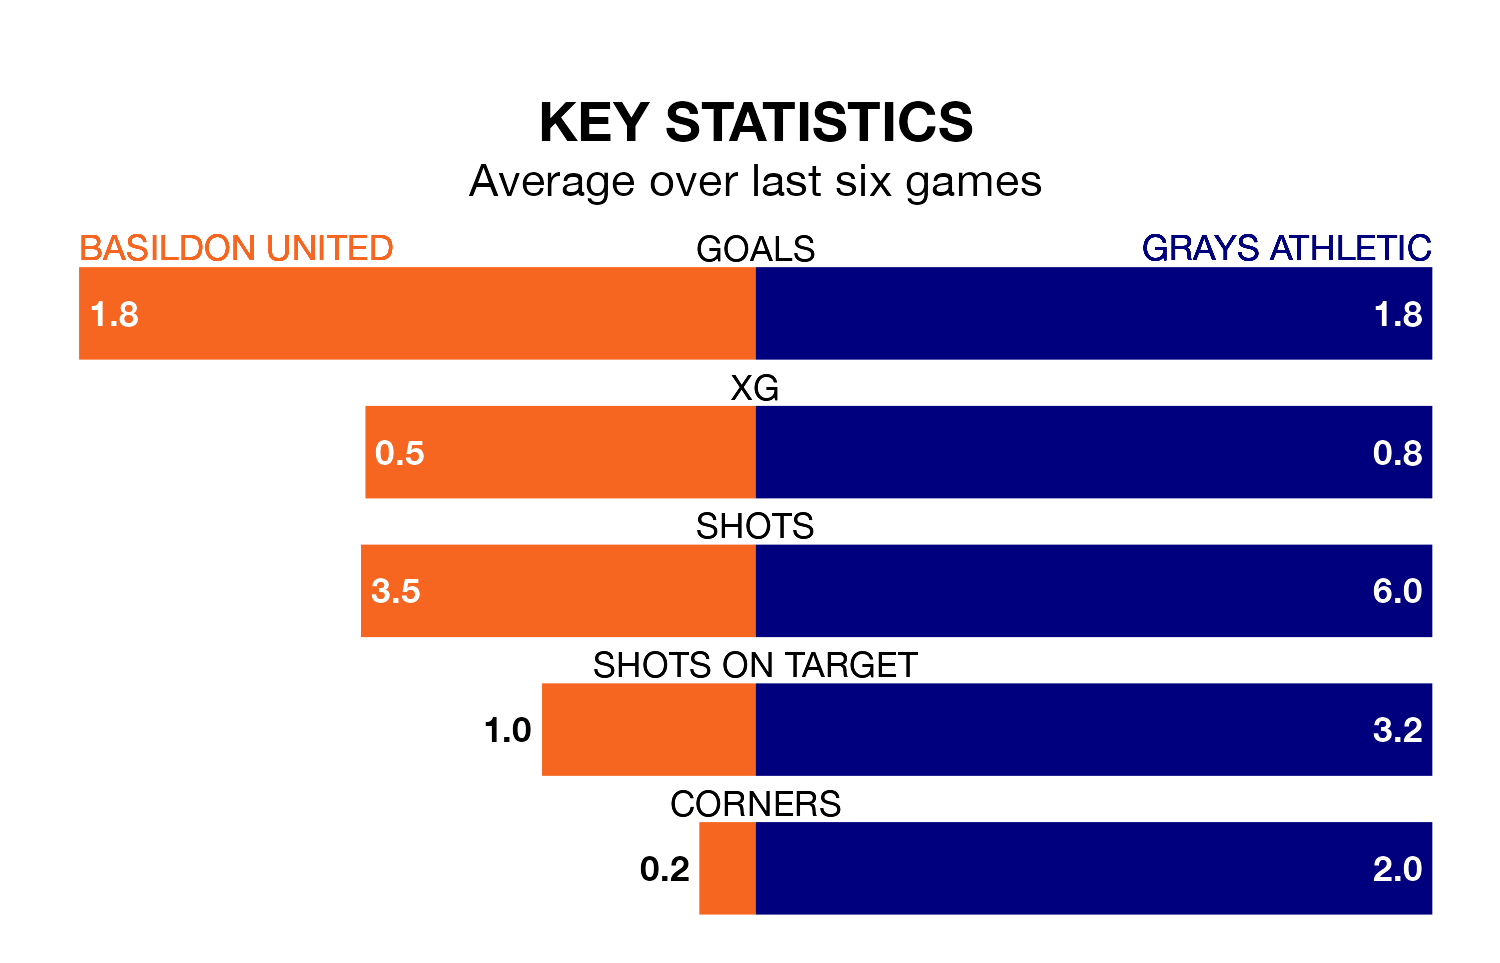 KEY STATISTICS
Average over last six games
BASILDON UNITED GOALS GRAYS ATHLETIC
1.8 1.8
XG
0.5 0.8
SHOTS
3.5 6.0
SHOTS ON TARGET
1.0 3.2
CORNERS
0.2 2.0